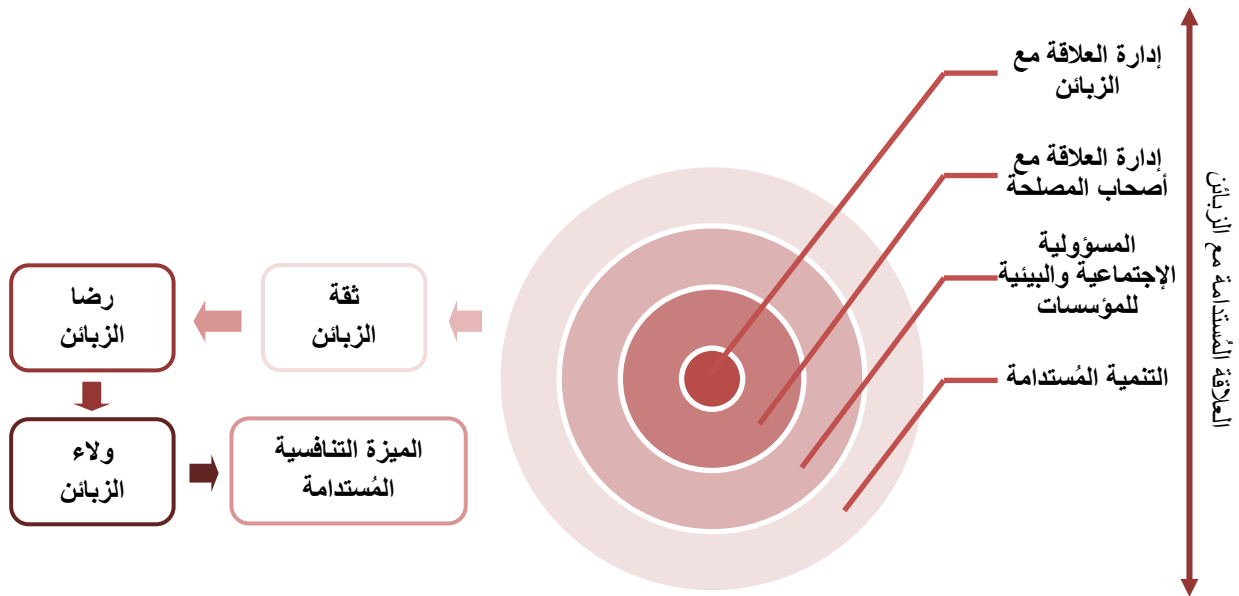 إدارة العلاقة مع
الزبائن
إدارة العلاقة مع
أصحاب المصلحة
المسؤولية
الإجتماعية والبيئية
للمؤسسات
التنمية المُستدامة
العلاقة المُستدامة مع الزبائن
ثقة
الزبائن
رضا
الزبائن
ولاء
الزبائن
الميزة التنافسية
المُستدامة